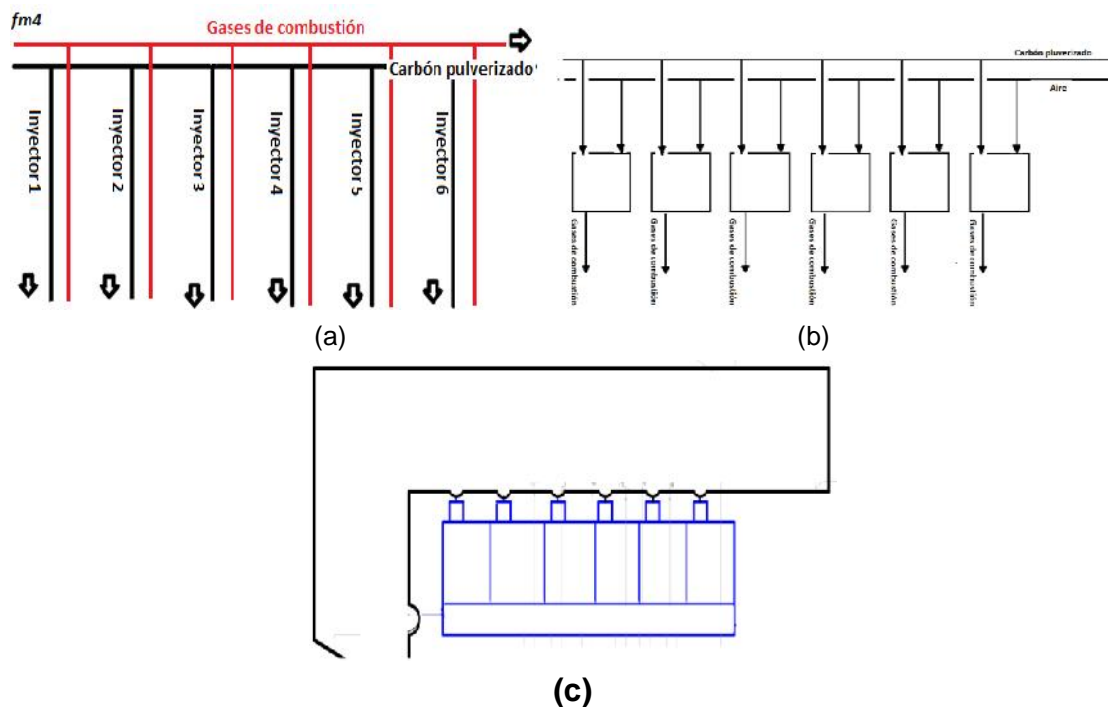 fm4
Gases de combustión
Carbón pulverizado
Inyector 1
Inyector 2
Inyector 3
Inyector 4
Inyector 5
Inyector 6
(a)
Carbón pluverizado
Aire
Gases de combustión
Gases de combustión
Gases de combustión
Gases de combustión
Gases de combustión
Gases de combustión
(b)
(c)